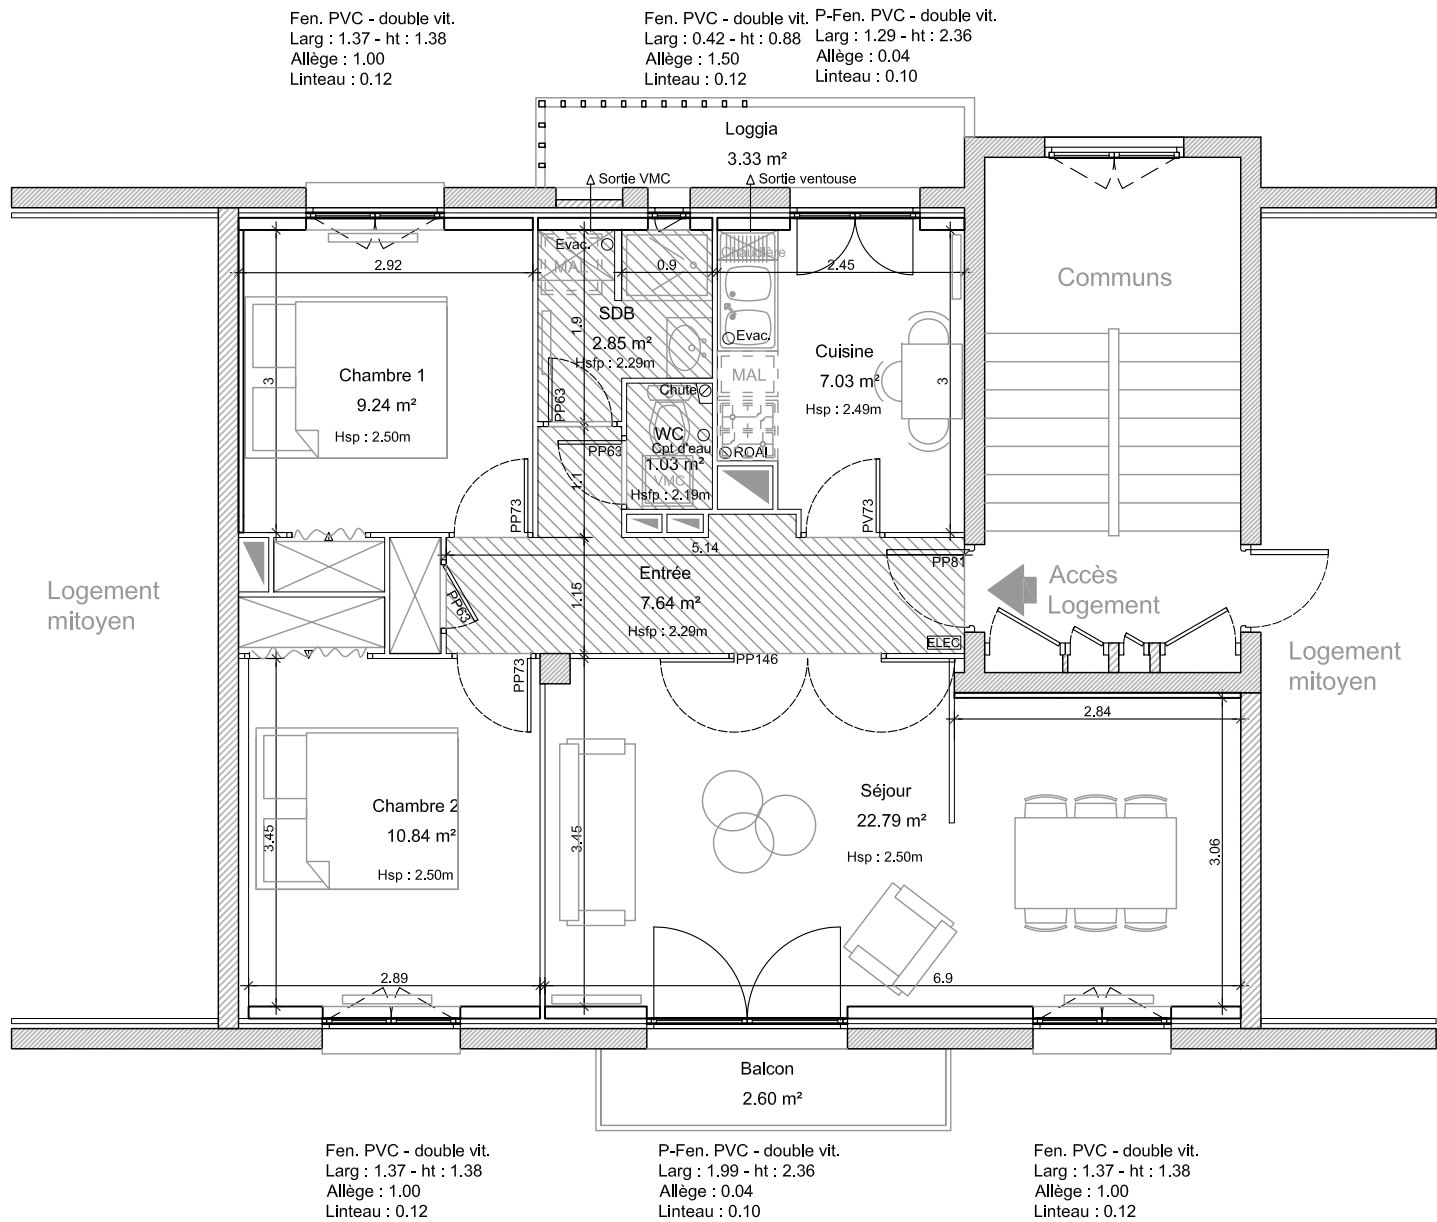 Fen. PVC - double vit.
Larg : 1.37 - ht : 1.38
Allège : 1.00
Linteau : 0.12
Fen. PVC - double vit.
Larg : 0.42 - ht : 0.88
Allège : 1.50
Linteau : 0.12
P-Fen. PVC - double vit.
Larg : 1.29 - ht : 2.36
Allège : 0.04
Linteau : 0.10
Loggia
3.33 m²
Sortie VMC
Sortie ventouse
Evac.
MAL
Chaudière
2.92
0.9
2.45
Communs
SDB
2.85 m²
Hsfp : 2.29m
1.9
Evac.
Cuisine
7.03 m²
Hsp : 2.49m
MAL
3
3
Chambre 1
9.24 m²
Hsp : 2.50m
PP63
Chute
WC
Cpt d'eau
1.03 m²
VMC
Hsfp : 2.19m
PP63
ROAI
1.1
PP73
PV73
5.14
PP81
Entrée
7.64 m²
Hsfp : 2.29m
1.15
PP63
ELEC
Accès
Logement
Logement
mitoyen
Logement
mitoyen
PP73
PP146
2.84
Chambre 2
10.84 m²
Hsp : 2.50m
3.45
3.45
Séjour
22.79 m²
Hsp : 2.50m
3.06
2.89
6.9
Balcon
2.60 m²
Fen. PVC - double vit.
Larg : 1.37 - ht : 1.38
Allège : 1.00
Linteau : 0.12
P-Fen. PVC - double vit.
Larg : 1.99 - ht : 2.36
Allège : 0.04
Linteau : 0.10
Fen. PVC - double vit.
Larg : 1.37 - ht : 1.38
Allège : 1.00
Linteau : 0.12